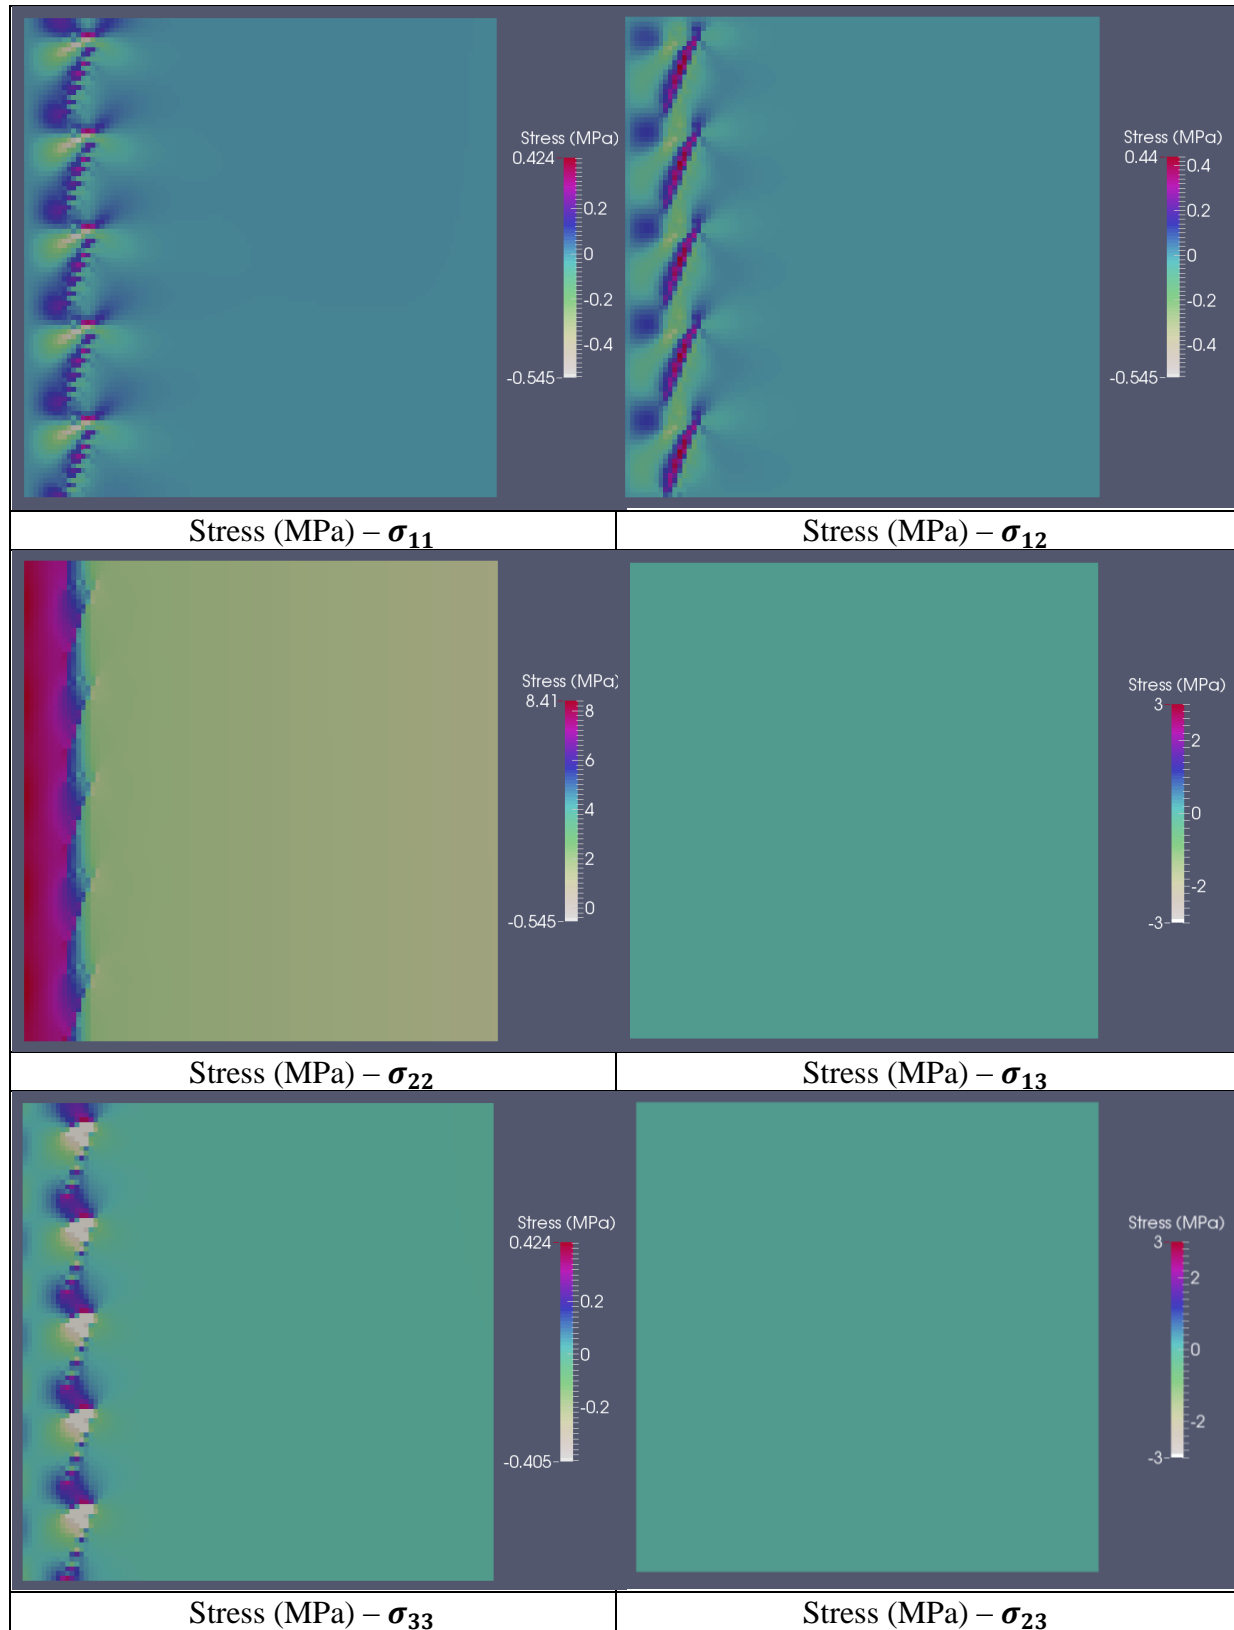 Stress (MPa)
0.424
0.2
0
-0.2
-0.4
-0.545
Stress (MPa)
0.44
0.4
0.2
0
-0.2
-0.4
-0.545
Stress (MPa) – σ11
Stress (MPa) – σ12
Stress (MPa)
8.41
8
6
4
2
0
-0.545
Stress (MPa)
3
2
0
-2
-3
Stress (MPa) – σ22
Stress (MPa) – σ13
Stress (MPa)
0.424
0.2
0
-0.2
-0.405
Stress (MPa)
3
2
0
-2
-3
Stress (MPa) – σ33
Stress (MPa) – σ23